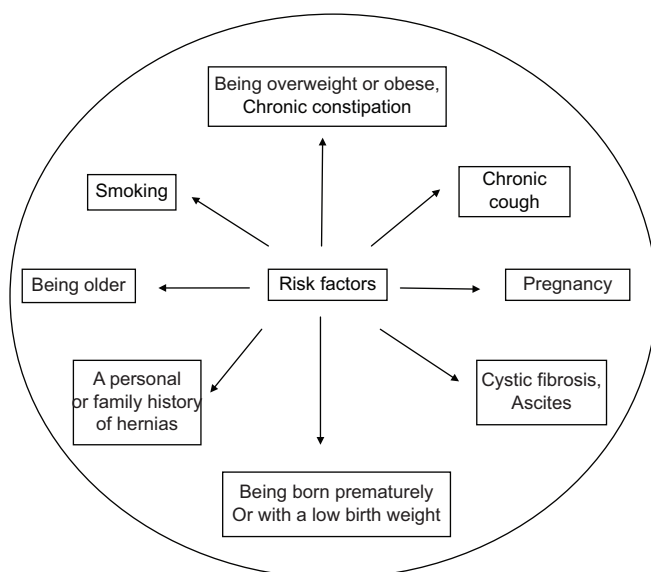 Being overweight or obese,
Chronic constipation
Smoking
Chronic
cough
Being older
Risk factors
Pregnancy
A personal
or family history
of hernias
Cystic fibrosis,
Ascites
Being born prematurely
Or with a low birth weight